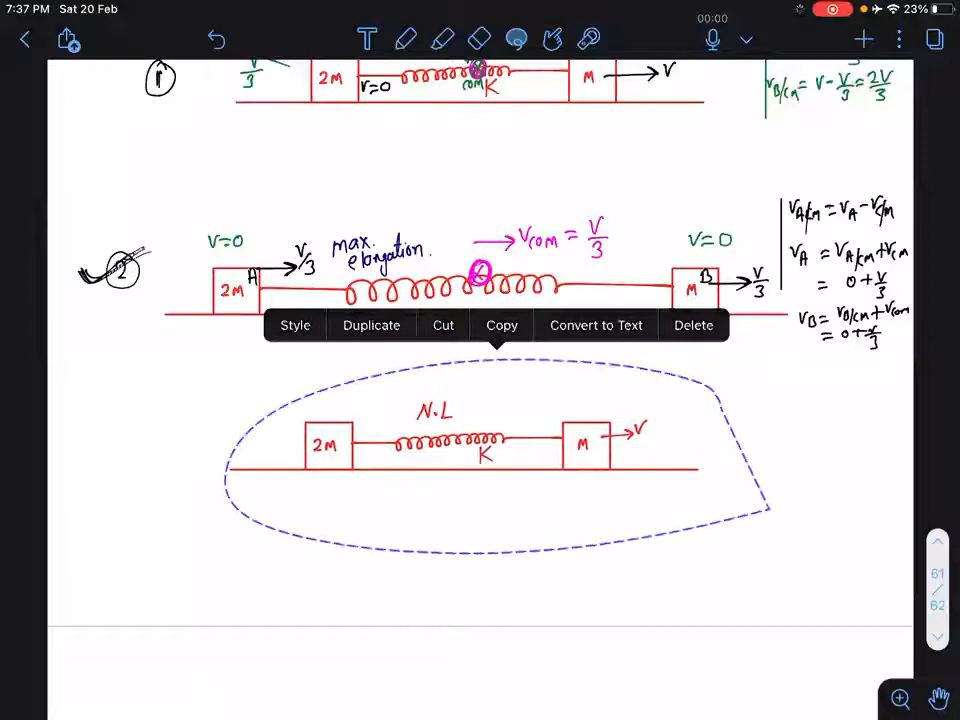 7:37 PM Sat 20 Feb
00:00
23%
T
1
V/3
2M
V=0
com
K
M
V
V_B/CM = V - V/3 = 2V/3
2
V=0
V/3
max.
elongation.
V_com = V/3
V=0
A
2M
B
M
V/3
V_A/CM = V_A - V_CM
V_A = V_A/CM + V_CM
= 0 + V/3
V_B = V_B/CM + V_COM
= 0 + V/3
Style Duplicate Cut Copy Convert to Text Delete
N.L
2M
K
M
V
61
/
62